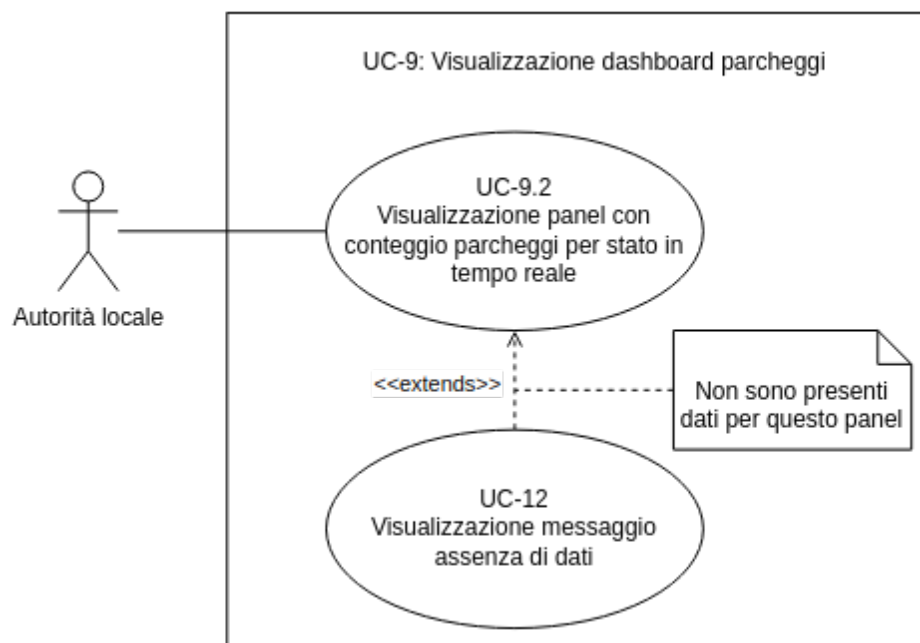 UC-9: Visualizzazione dashboard parcheggi
UC-9.2
Visualizzazione panel con
conteggio parcheggi per stato in
tempo reale
Autorità locale
<<extends>>
Non sono presenti
dati per questo panel
UC-12
Visualizzazione messaggio
assenza di dati